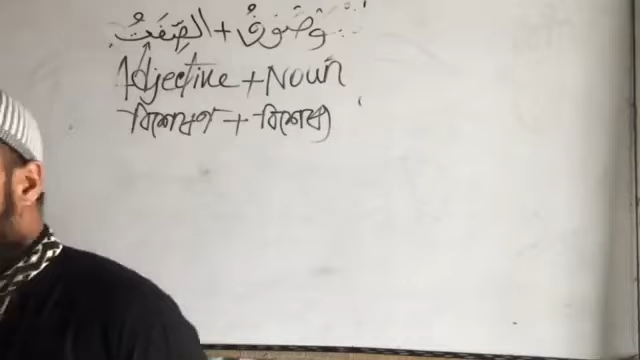 مَوْصُوْفٌ + الصِّفَتُ
Adjective + Noun
বিশেষণ + বিশেষ্য